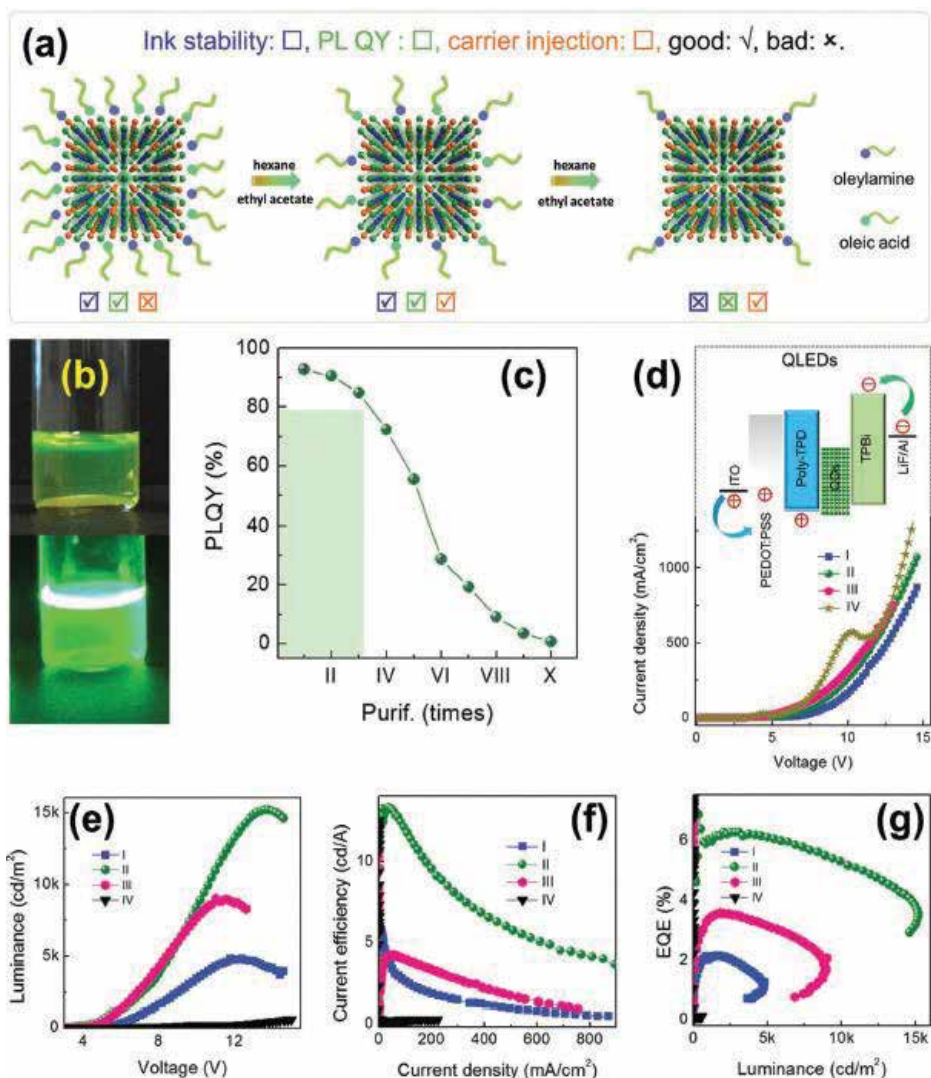 (a)
Ink stability: ☐, PL QY : ☐, carrier injection: ☐, good: √, bad: ×.
hexane
ethyl acetate
hexane
ethyl acetate
oleylamine
oleic acid
(b)
(c)
PLQY (%)
100
80
60
40
20
0
II
IV
VI
VIII
X
Purif. (times)
(d)
QLEDs
ITO
PEDOT:PSS
Poly-TPD
QDs
TPBi
LiF/Al
I
II
III
IV
Current density (mA/cm²)
1000
500
0
0
5
10
15
Voltage (V)
(e)
Luminance (cd/m²)
15k
10k
5k
0
I
II
III
IV
4
8
12
Voltage (V)
(f)
Current efficiency (cd/A)
10
5
0
I
II
III
IV
0
200
400
600
800
Current density (mA/cm²)
(g)
EQE (%)
6
4
2
0
I
II
III
IV
0
5k
10k
15k
Luminance (cd/m²)